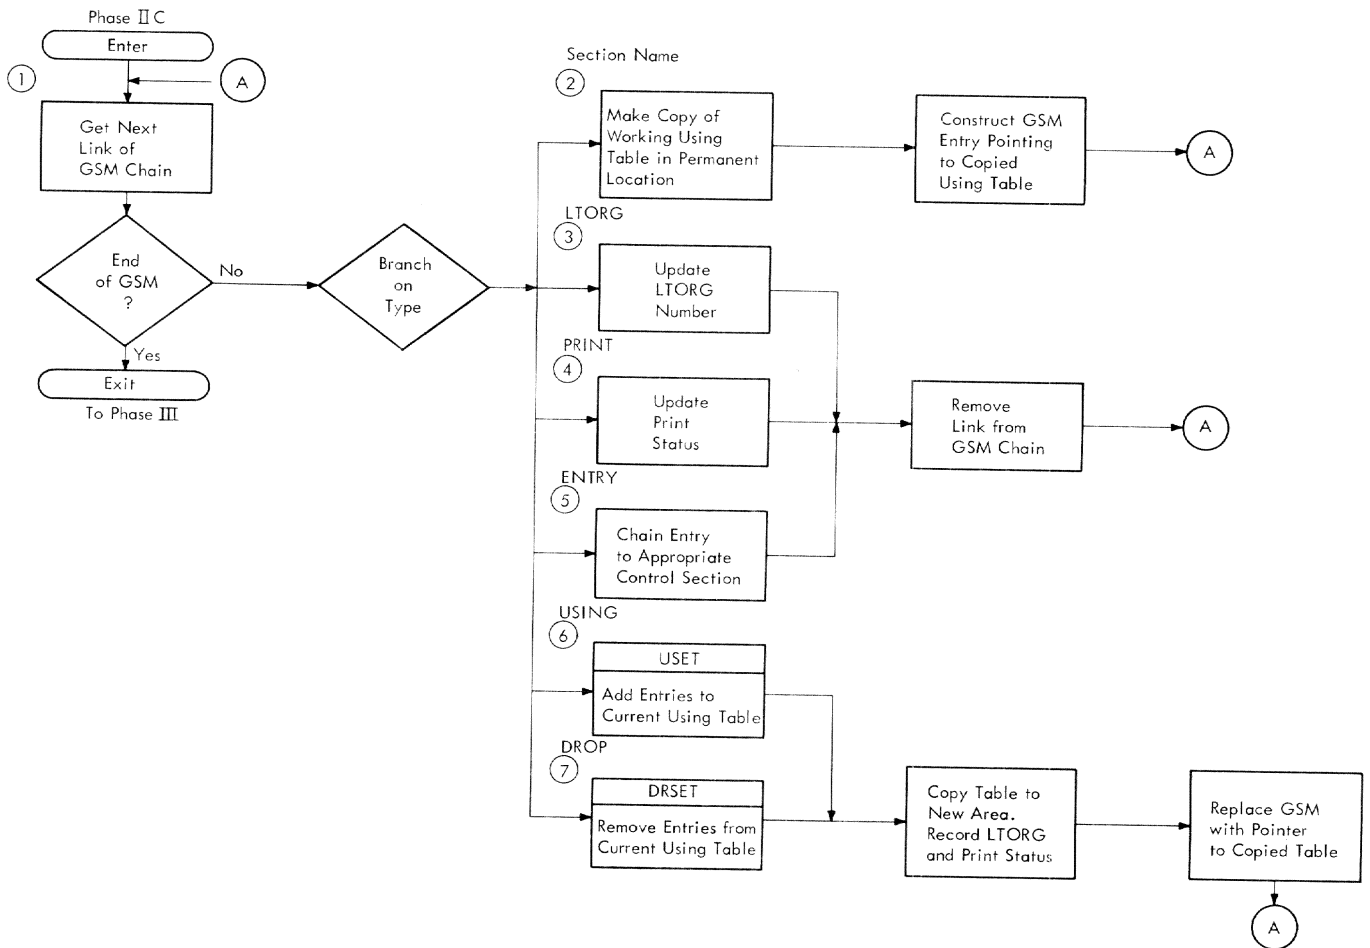 Phase II C
Enter
1
A
Get Next
Link of
GSM Chain
End
of GSM
?
No
Yes
Exit
To Phase III
Branch
on
Type
Section Name
2
Make Copy of
Working Using
Table in Permanent
Location
Construct GSM
Entry Pointing
to Copied
Using Table
A
LTORG
3
Update
LTORG
Number
PRINT
4
Update
Print
Status
Remove
Link from
GSM Chain
A
ENTRY
5
Chain Entry
to Appropriate
Control Section
USING
6
USET
Add Entries to
Current Using Table
DROP
7
DRSET
Remove Entries from
Current Using Table
Copy Table to
New Area.
Record LTORG
and Print Status
Replace GSM
with Pointer
to Copied Table
A